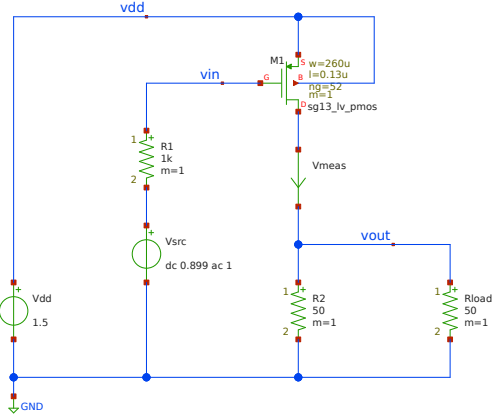 vdd
M1
S
w=260u
l=0.13u
B
ng=52
m=1
G
D
sg13_lv_pmos
vin
1
+
R1
1k
m=1
2
Vmeas
+
Vsrc
dc 0.899 ac 1
vout
+
Vdd
1.5
1
+
R2
50
m=1
2
1
+
Rload
50
m=1
2
GND